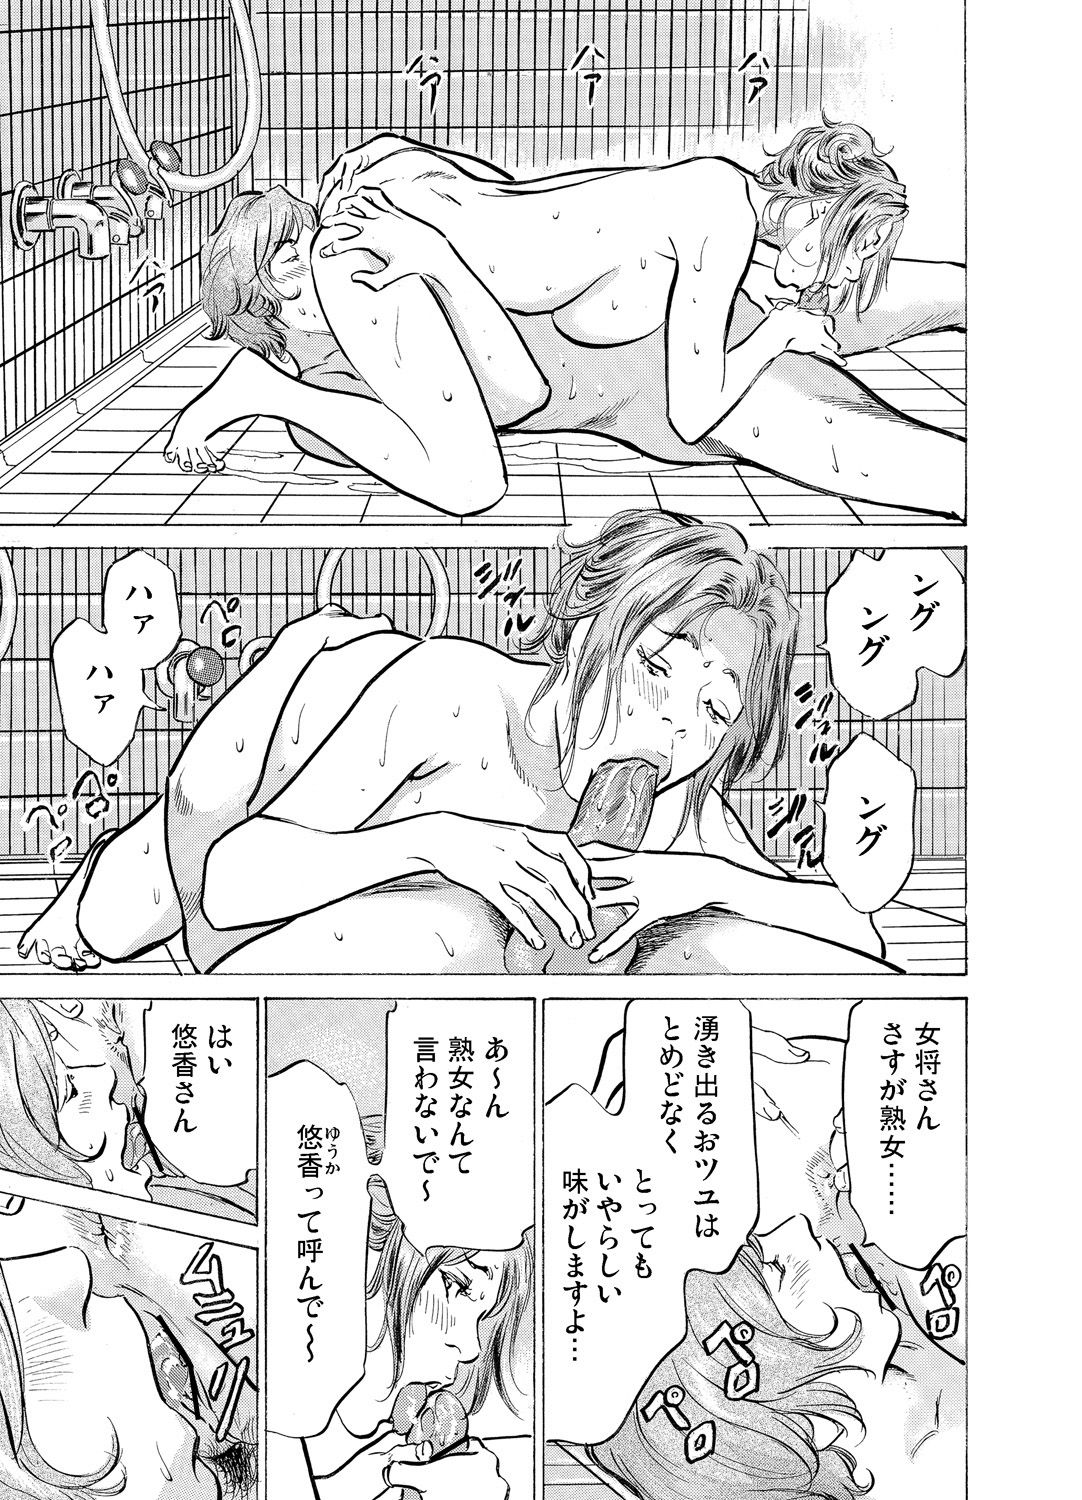 ハァ
ハァ
ハァ
ハァ
ング
ング
ジュル
ジュル
ング
ジュル
ペロ
ハァ
ハァ
ペロ
ペロ
女将さん
さすが熟女……
湧き出るおツユは
とめどなく
とっても
いやらしい
味がしますよ…
ペロ
ペロ
ペロ
あ～ん
熟女なんて
言わないで～
悠香って呼んで～
ゆうか
はい
悠香さん
ムニュリ